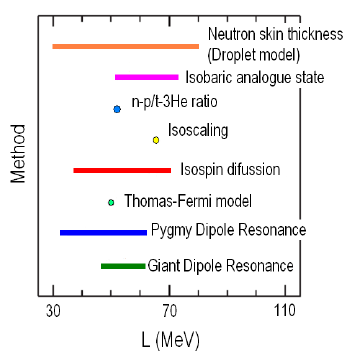 Neutron skin thickness
(Droplet model)
Isobaric analogue state
n-p/t-3He ratio
Isoscaling
Isospin difussion
Thomas-Fermi model
Pygmy Dipole Resonance
Giant Dipole Resonance
Method
30 70 110
L (MeV)